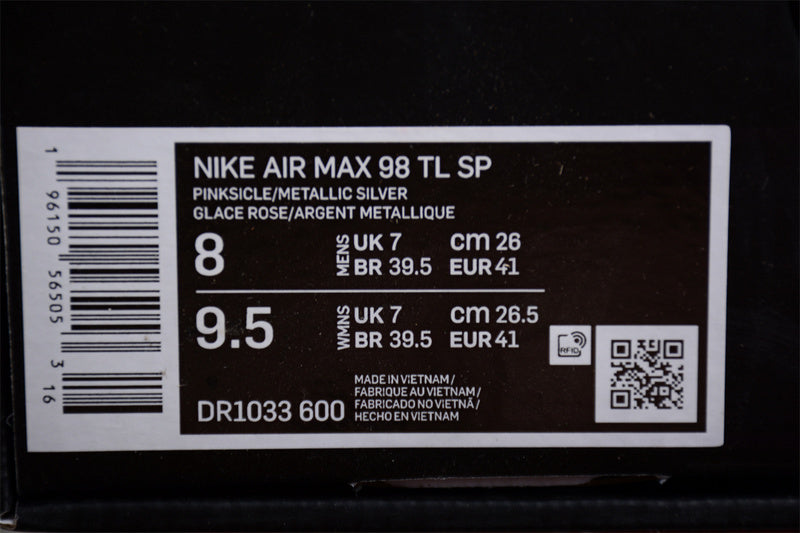 NIKE AIR MAX 98 TL SP
PINKSICLE/METALLIC SILVER
GLACE ROSE/ARGENT METALLIQUE
8 MENS UK 7 cm 26
BR 39.5 EUR 41
9.5 WMNS UK 7 cm 26.5
BR 39.5 EUR 41
RFID
DR1033 600
MADE IN VIETNAM/
FABRIQUE AU VIETNAM/
FABRICADO NO VIETNÃ/
HECHO EN VIETNAM
1 96150 56505 3 16